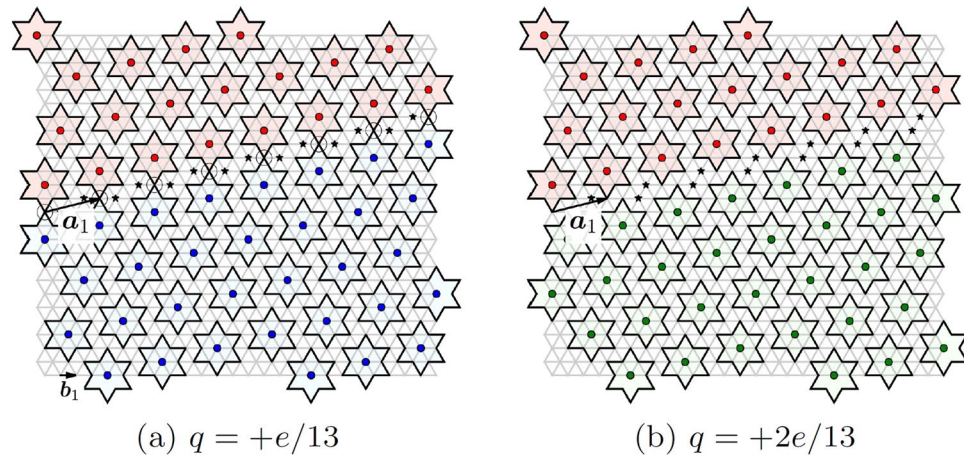 a₁
b₁
(a) q = +e/13
a₁
(b) q = +2e/13